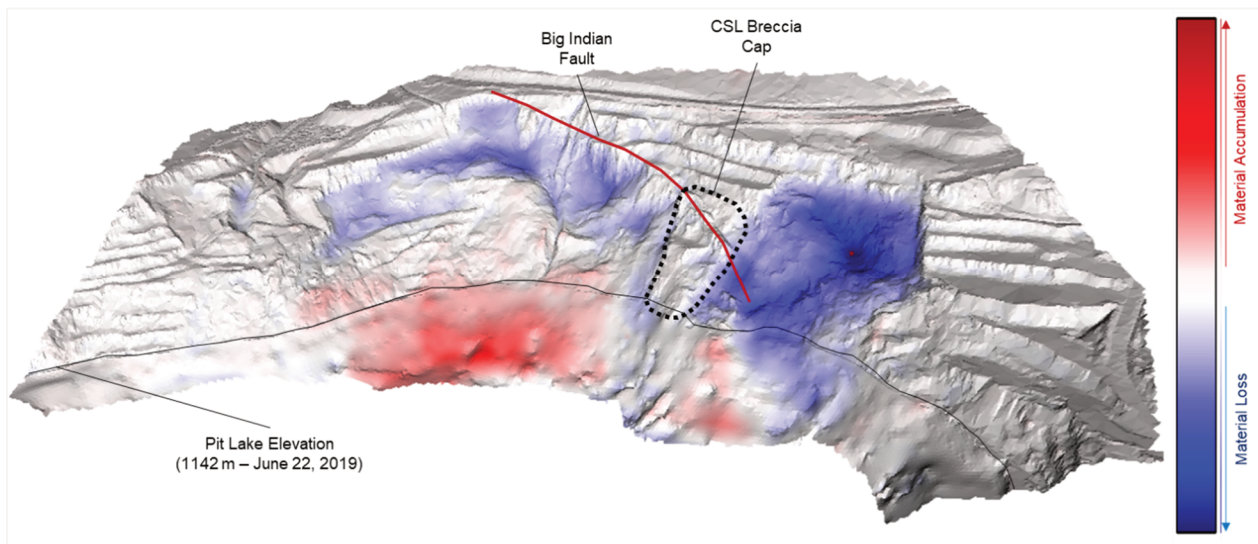 Big Indian
Fault
CSL Breccia
Cap
Pit Lake Elevation
(1142 m – June 22, 2019)
Material Accumulation
Material Loss